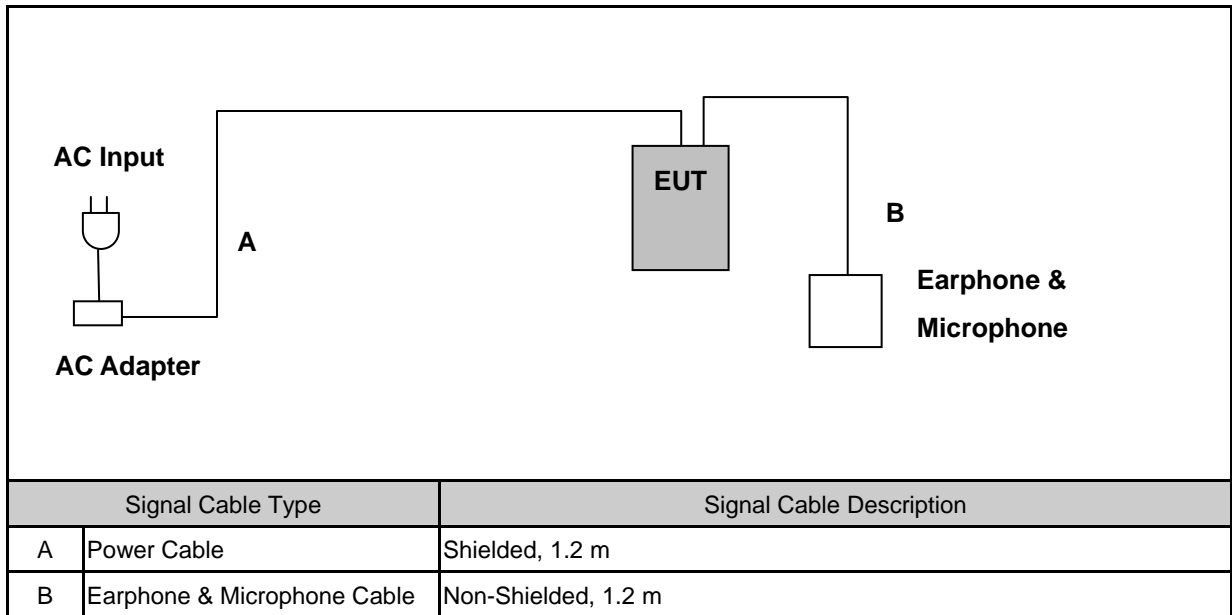 AC Input
EUT
A
B
Earphone &
Microphone
AC Adapter
Signal Cable Type Signal Cable Description
A Power Cable Shielded, 1.2 m
B Earphone & Microphone Cable Non-Shielded, 1.2 m